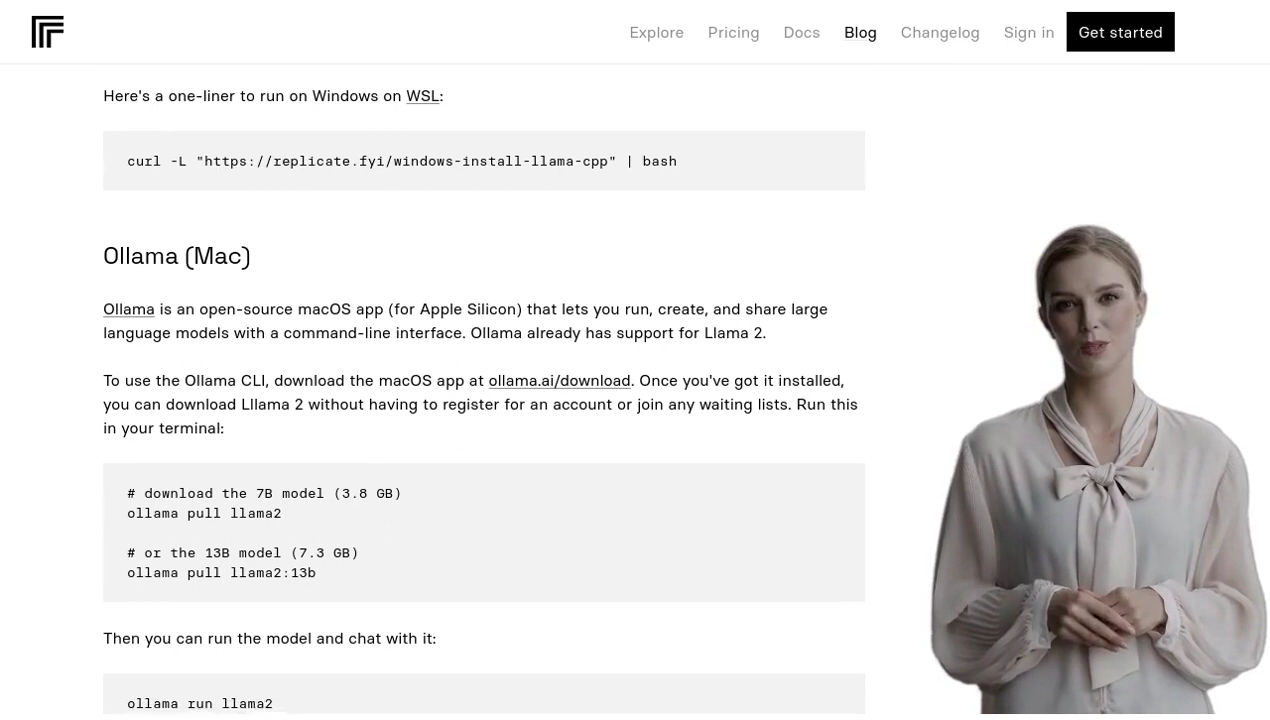 Explore Pricing Docs Blog Changelog Sign in Get started
Here's a one-liner to run on Windows on WSL:
curl -L "https://replicate.fyi/windows-install-llama-cpp" | bash
Ollama (Mac)
Ollama is an open-source macOS app (for Apple Silicon) that lets you run, create, and share large
language models with a command-line interface. Ollama already has support for Llama 2.
To use the Ollama CLI, download the macOS app at ollama.ai/download. Once you've got it installed,
you can download Lllama 2 without having to register for an account or join any waiting lists. Run this
in your terminal:
# download the 7B model (3.8 GB)
ollama pull llama2
# or the 13B model (7.3 GB)
ollama pull llama2:13b
Then you can run the model and chat with it:
ollama run llama2